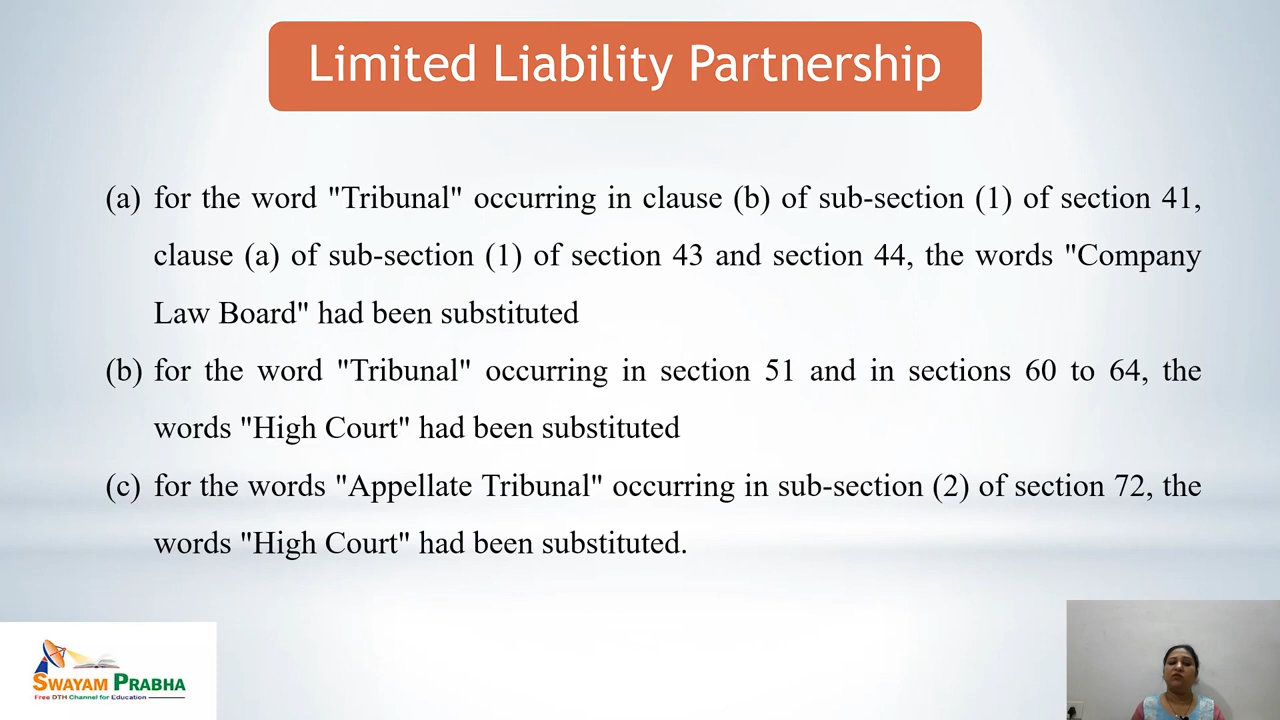 Limited Liability Partnership
(a) for the word "Tribunal" occurring in clause (b) of sub-section (1) of section 41,
clause (a) of sub-section (1) of section 43 and section 44, the words "Company
Law Board" had been substituted
(b) for the word "Tribunal" occurring in section 51 and in sections 60 to 64, the
words "High Court" had been substituted
(c) for the words "Appellate Tribunal" occurring in sub-section (2) of section 72, the
words "High Court" had been substituted.
SWAYAM PRABHA
Free DTH Channel for Education